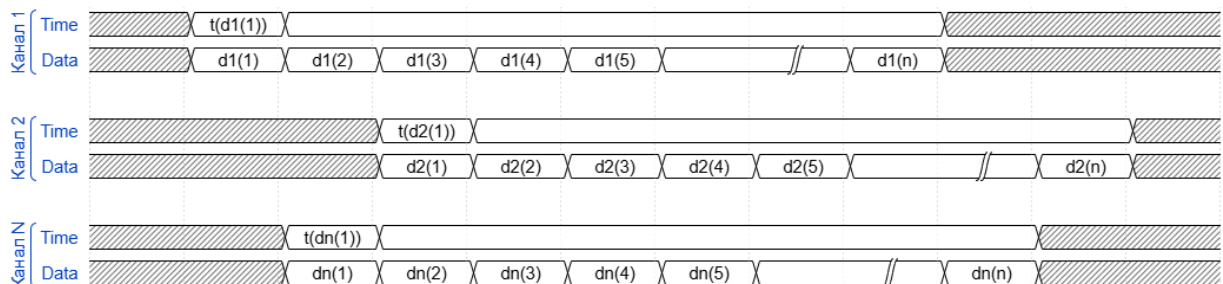 Канал 1
Time t(d1(1))
Data d1(1) d1(2) d1(3) d1(4) d1(5) d1(n)
Канал 2
Time t(d2(1))
Data d2(1) d2(2) d2(3) d2(4) d2(5) d2(n)
Канал N
Time t(dn(1))
Data dn(1) dn(2) dn(3) dn(4) dn(5) dn(n)